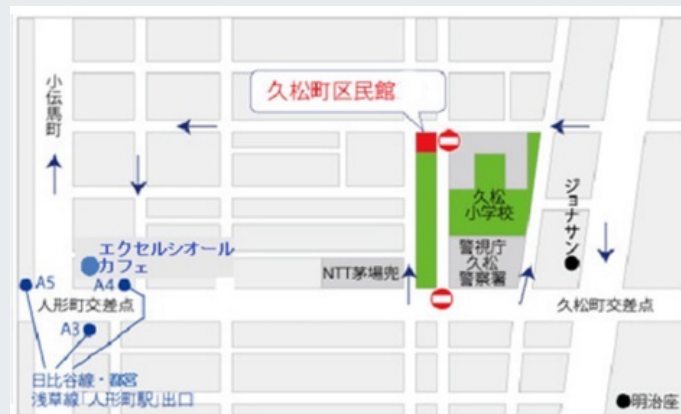 久松町区民館
小伝馬町
久松
小学校
ジョナサン
エクセルシオール
カフェ
NTT茅場兜
警視庁
久松
警察署
A5
A4
人形町交差点
久松町交差点
A3
日比谷線・都営
浅草線「人形町駅」出口
明治座